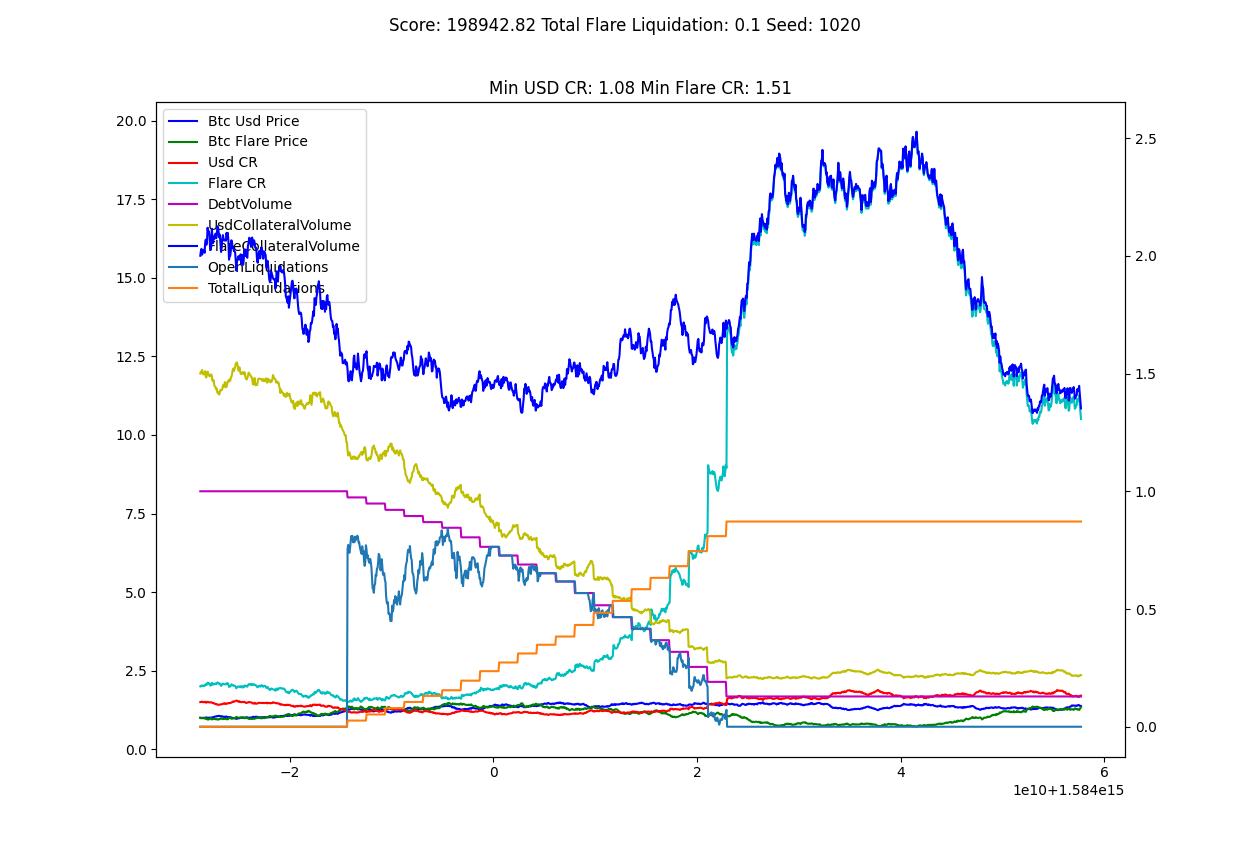 Score: 198942.82 Total Flare Liquidation: 0.1 Seed: 1020
Min USD CR: 1.08 Min Flare CR: 1.51
Btc Usd Price
Btc Flare Price
Usd CR
Flare CR
DebtVolume
UsdCollateralVolume
FlareCollateralVolume
OpenLiquidations
TotalLiquidations
20.0
17.5
15.0
12.5
10.0
7.5
5.0
2.5
0.0
2.5
2.0
1.5
1.0
0.5
0.0
−2 0 2 4 6
1e10+1.584e15